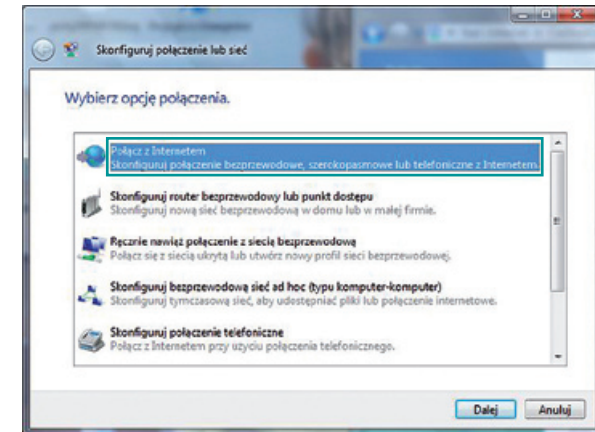 Skonfiguruj połączenie lub sieć
Wybierz opcję połączenia.
Połącz z Internetem
Skonfiguruj połączenie bezprzewodowe, szerokopasmowe lub telefoniczne z Internetem.
Skonfiguruj router bezprzewodowy lub punkt dostępu
Skonfiguruj nową sieć bezprzewodową w domu lub w małej firmie.
Ręcznie nawiąż połączenie z siecią bezprzewodową
Połącz się z siecią ukrytą lub utwórz nowy profil sieci bezprzewodowej.
Skonfiguruj bezprzewodową sieć ad hoc (typu komputer-komputer)
Skonfiguruj tymczasową sieć, aby udostępniać pliki lub połączenie internetowe.
Skonfiguruj połączenie telefoniczne
Połącz z Internetem przy użyciu połączenia telefonicznego.
Dalej Anuluj